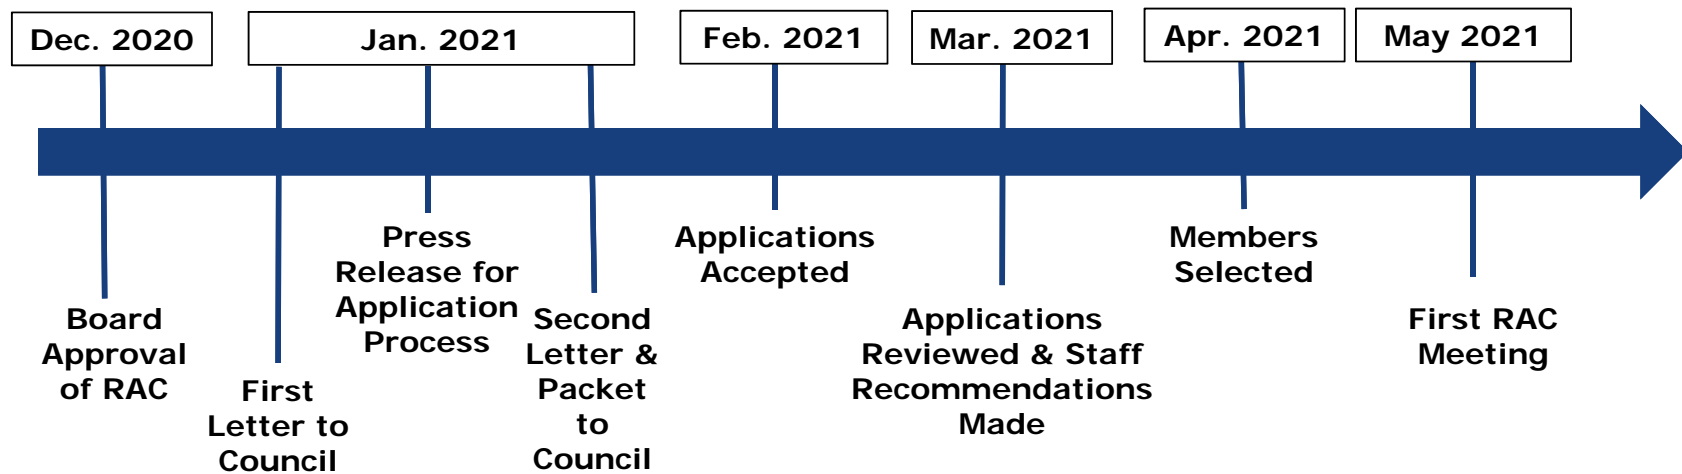 Dec. 2020
Jan. 2021
Feb. 2021
Mar. 2021
Apr. 2021
May 2021
Board
Approval
of RAC
First
Letter to
Council
Press
Release for
Application
Process
Second
Letter &
Packet
to
Council
Applications
Accepted
Applications
Reviewed & Staff
Recommendations
Made
Members
Selected
First RAC
Meeting